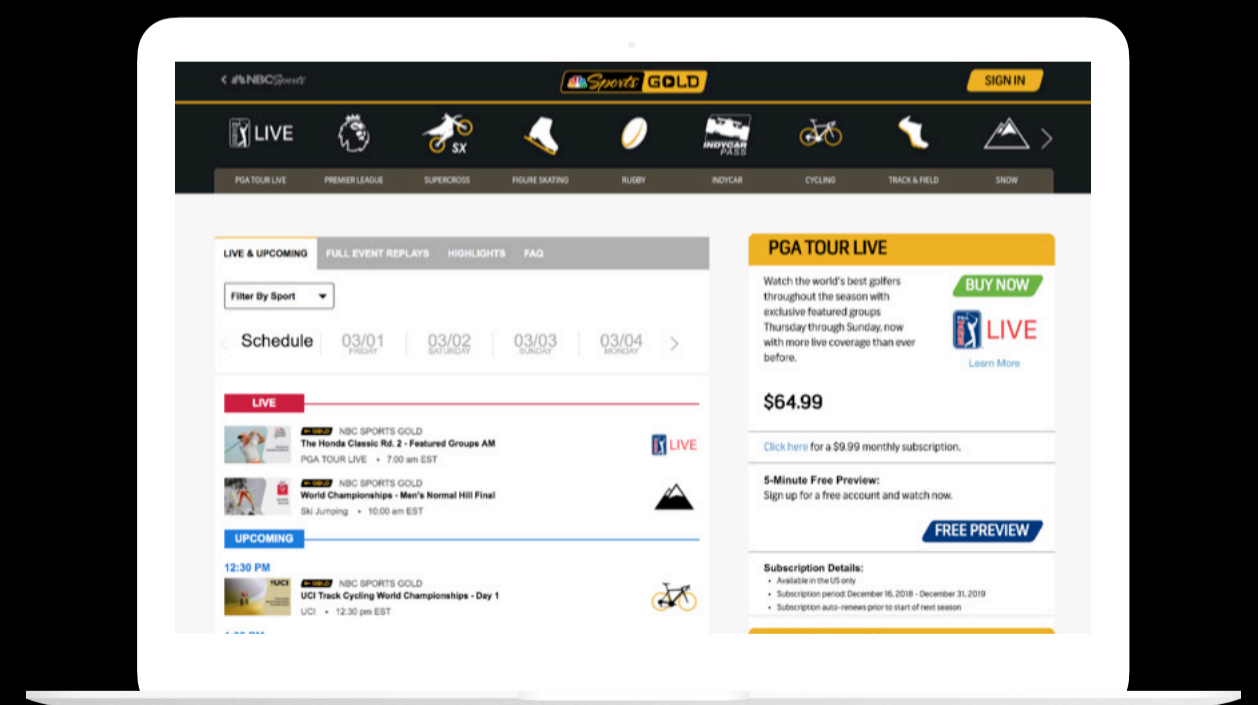 NBC Sports
Sports GOLD
SIGN IN
LIVE
SX
INDYCAR
PASS
PGA TOUR LIVE
PREMIER LEAGUE
SUPERCROSS
FIGURE SKATING
RUGBY
INDYCAR
CYCLING
TRACK & FIELD
SNOW
LIVE & UPCOMING
FULL EVENT REPLAYS
HIGHLIGHTS
FAQ
Filter By Sport
Schedule
03/01
FRIDAY
03/02
SATURDAY
03/03
SUNDAY
03/04
MONDAY
LIVE
GOLD NBC SPORTS GOLD
The Honda Classic Rd. 2 - Featured Groups AM
PGA TOUR LIVE • 7:00 am EST
LIVE
GOLD NBC SPORTS GOLD
World Championships - Men's Normal Hill Final
Ski Jumping • 10:00 am EST
UPCOMING
12:30 PM
UCI
GOLD NBC SPORTS GOLD
UCI Track Cycling World Championships - Day 1
UCI • 12:30 pm EST
PGA TOUR LIVE
Watch the world's best golfers
throughout the season with
exclusive featured groups
Thursday through Sunday, now
with more live coverage than ever
before.
BUY NOW
LIVE
Learn More
$64.99
Click here for a $9.99 monthly subscription.
5-Minute Free Preview:
Sign up for a free account and watch now.
FREE PREVIEW
Subscription Details:
• Available in the US only
• Subscription period: December 16, 2018 - December 31, 2019
• Subscription auto-renews prior to start of next season